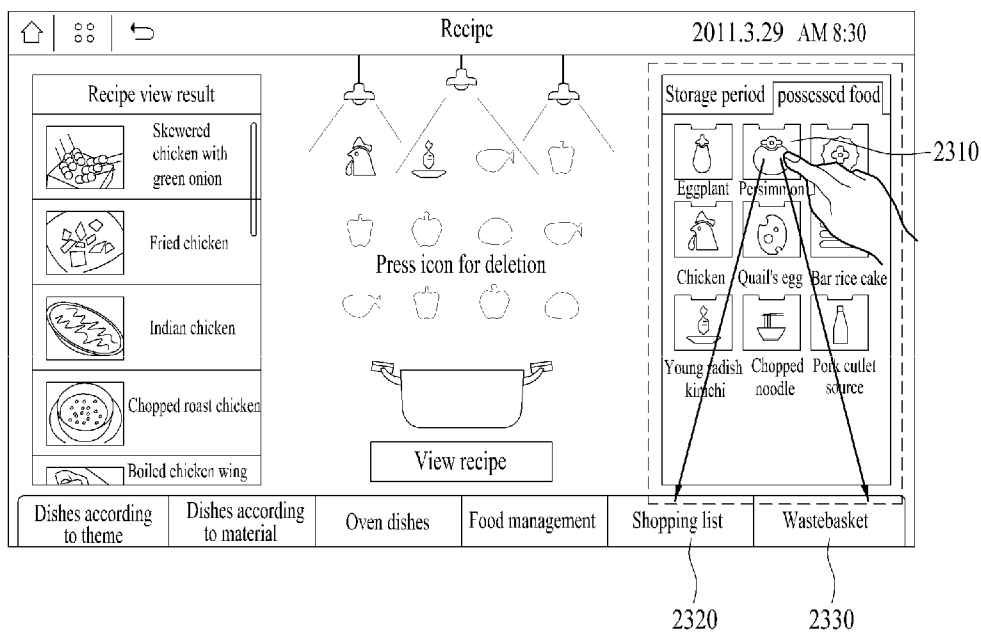 Recipe
2011.3.29 AM 8:30
Recipe view result
Skewered
chicken with
green onion
Fried chicken
Indian chicken
Chopped roast chicken
Boiled chicken wing
Press icon for deletion
View recipe
Storage period
possessed food
Eggplant
Persimmon
Chicken
Quail's egg
Bar rice cake
Young radish
kimchi
Chopped
noodle
Pork cutlet
source
Dishes according
to theme
Dishes according
to material
Oven dishes
Food management
Shopping list
Wastebasket
2310
2320
2330